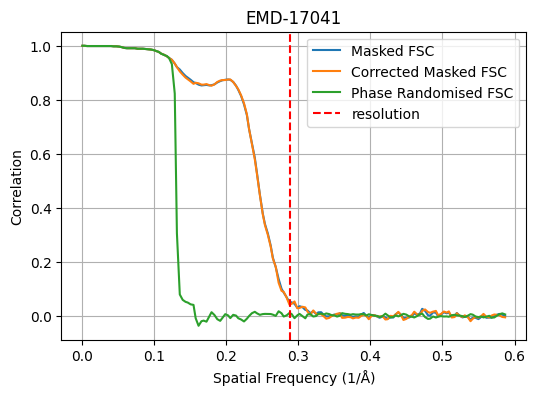 EMD-17041
Masked FSC
Corrected Masked FSC
Phase Randomised FSC
resolution
1.0
0.8
0.6
0.4
0.2
0.0
Correlation
0.0 0.1 0.2 0.3 0.4 0.5 0.6
Spatial Frequency (1/Å)